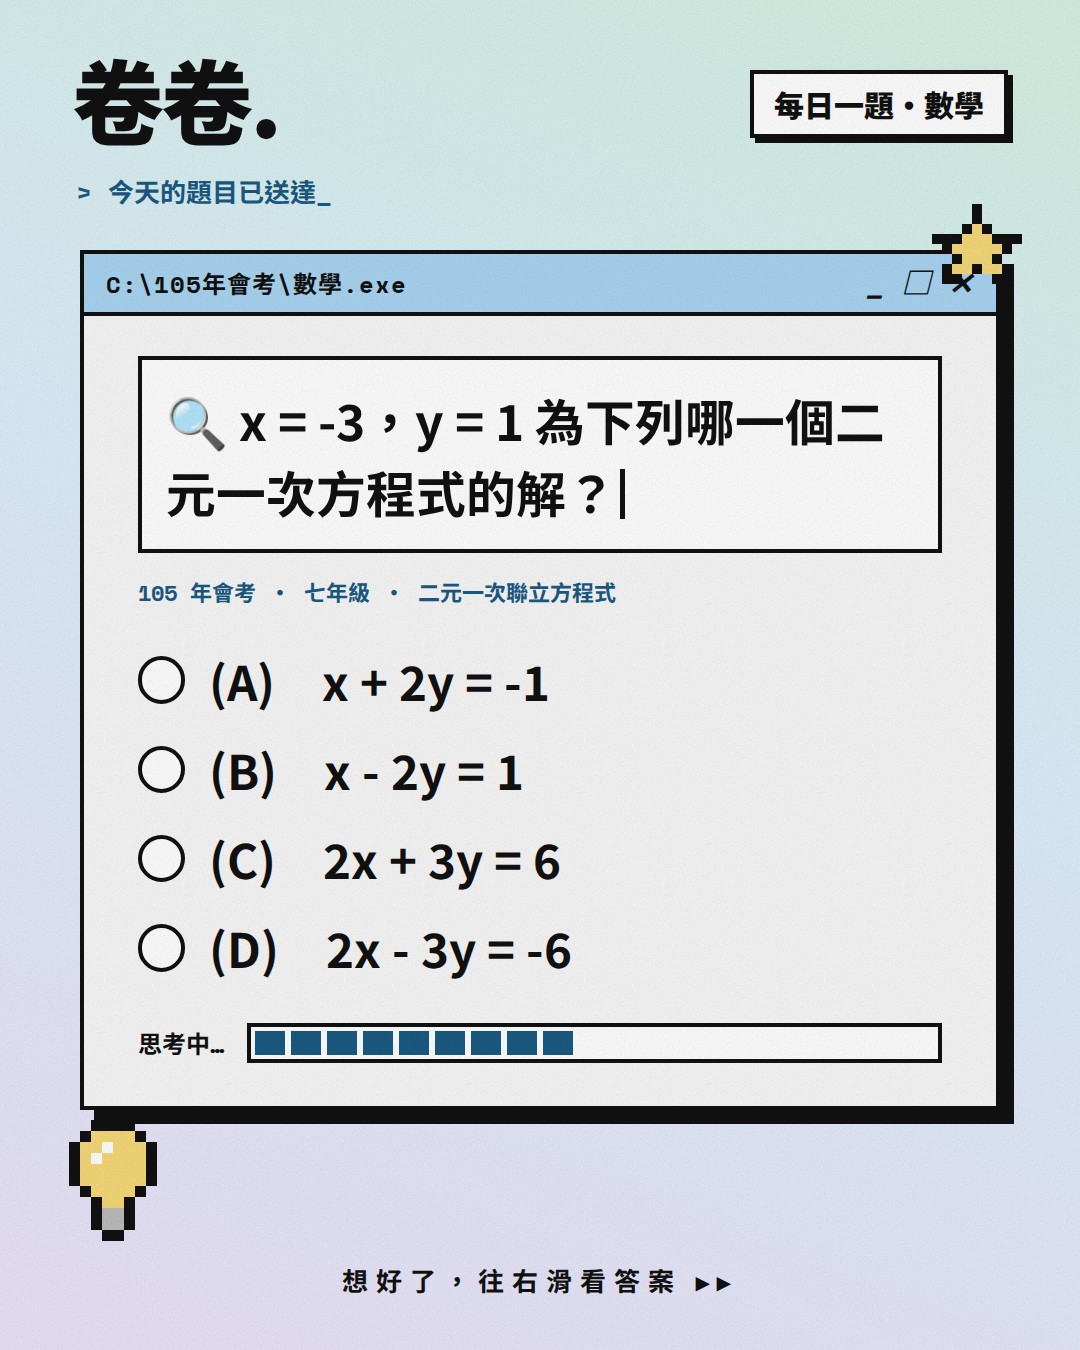 卷卷.
每日一題・數學
> 今天的題目已送達_
C:\105年會考\數學.exe
x = -3，y = 1 為下列哪一個二
元一次方程式的解？
105 年會考 ・ 七年級 ・ 二元一次聯立方程式
(A) x + 2y = -1
(B) x - 2y = 1
(C) 2x + 3y = 6
(D) 2x - 3y = -6
思考中…
想好了，往右滑看答案 ▸▸